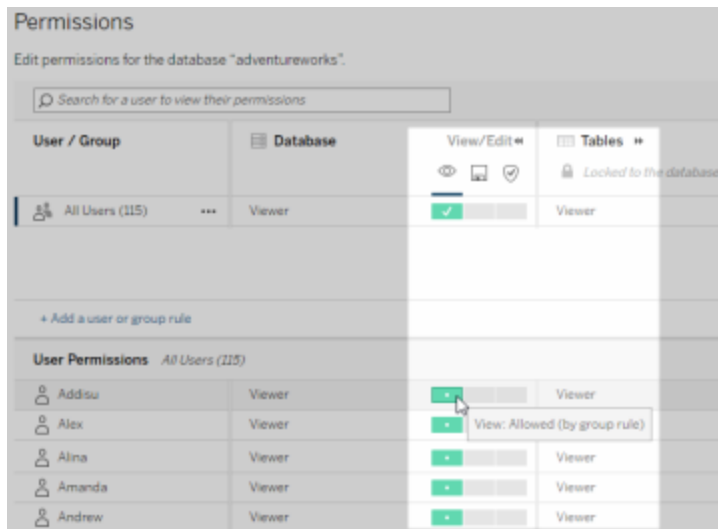 Permissions
Edit permissions for the database "adventureworks".
Search for a user to view their permissions
User / Group Database View/Edit Tables
Locked to the database
All Users (115) ... Viewer Viewer
+ Add a user or group rule
User Permissions All Users (115)
Addisu Viewer Viewer
Alex Viewer View: Allowed (by group rule)
Alina Viewer Viewer
Amanda Viewer Viewer
Andrew Viewer Viewer